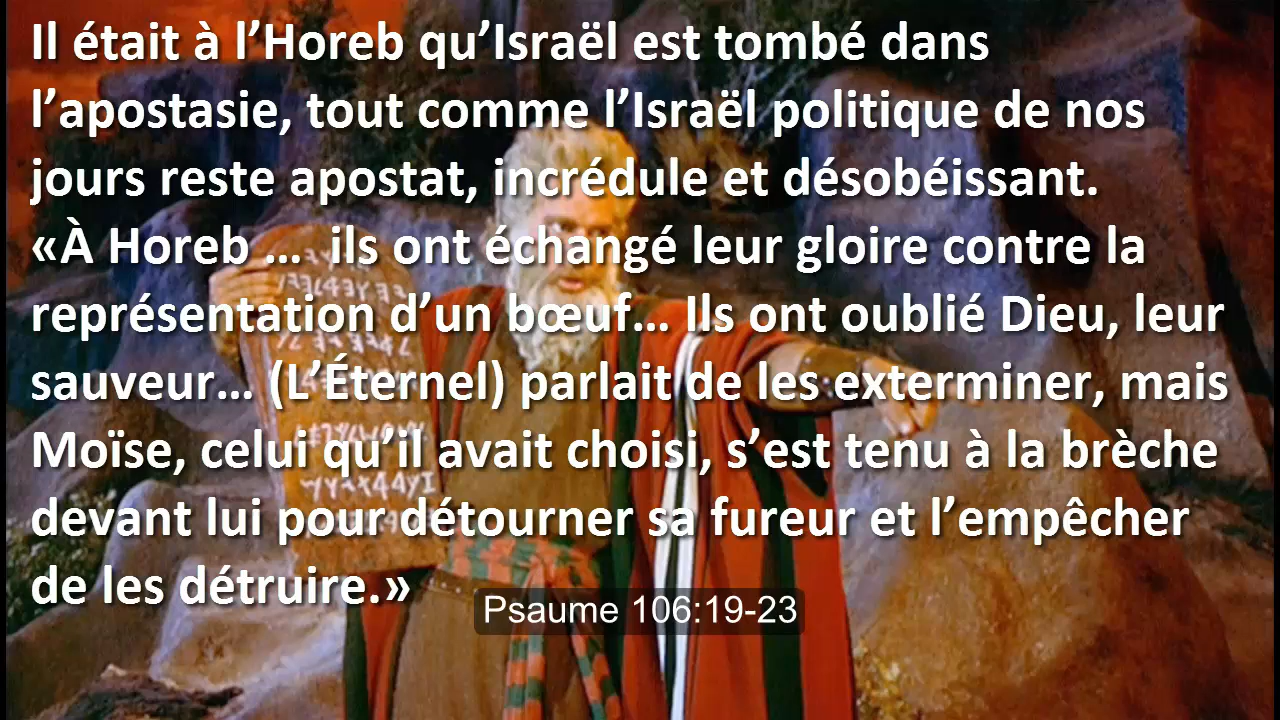 Il était à l’Horeb qu’Israël est tombé dans
l’apostasie, tout comme l’Israël politique de nos
jours reste apostat, incrédule et désobéissant.
«À Horeb ...  ils ont échangé leur gloire contre la
représentation d’un bœuf… Ils ont oublié Dieu, leur
sauveur… (L’Éternel) parlait de les exterminer, mais
Moïse, celui qu’il avait choisi, s’est tenu à la brèche
devant lui pour détourner sa fureur et l’empêcher
de les détruire.»
Psaume 106:19-23